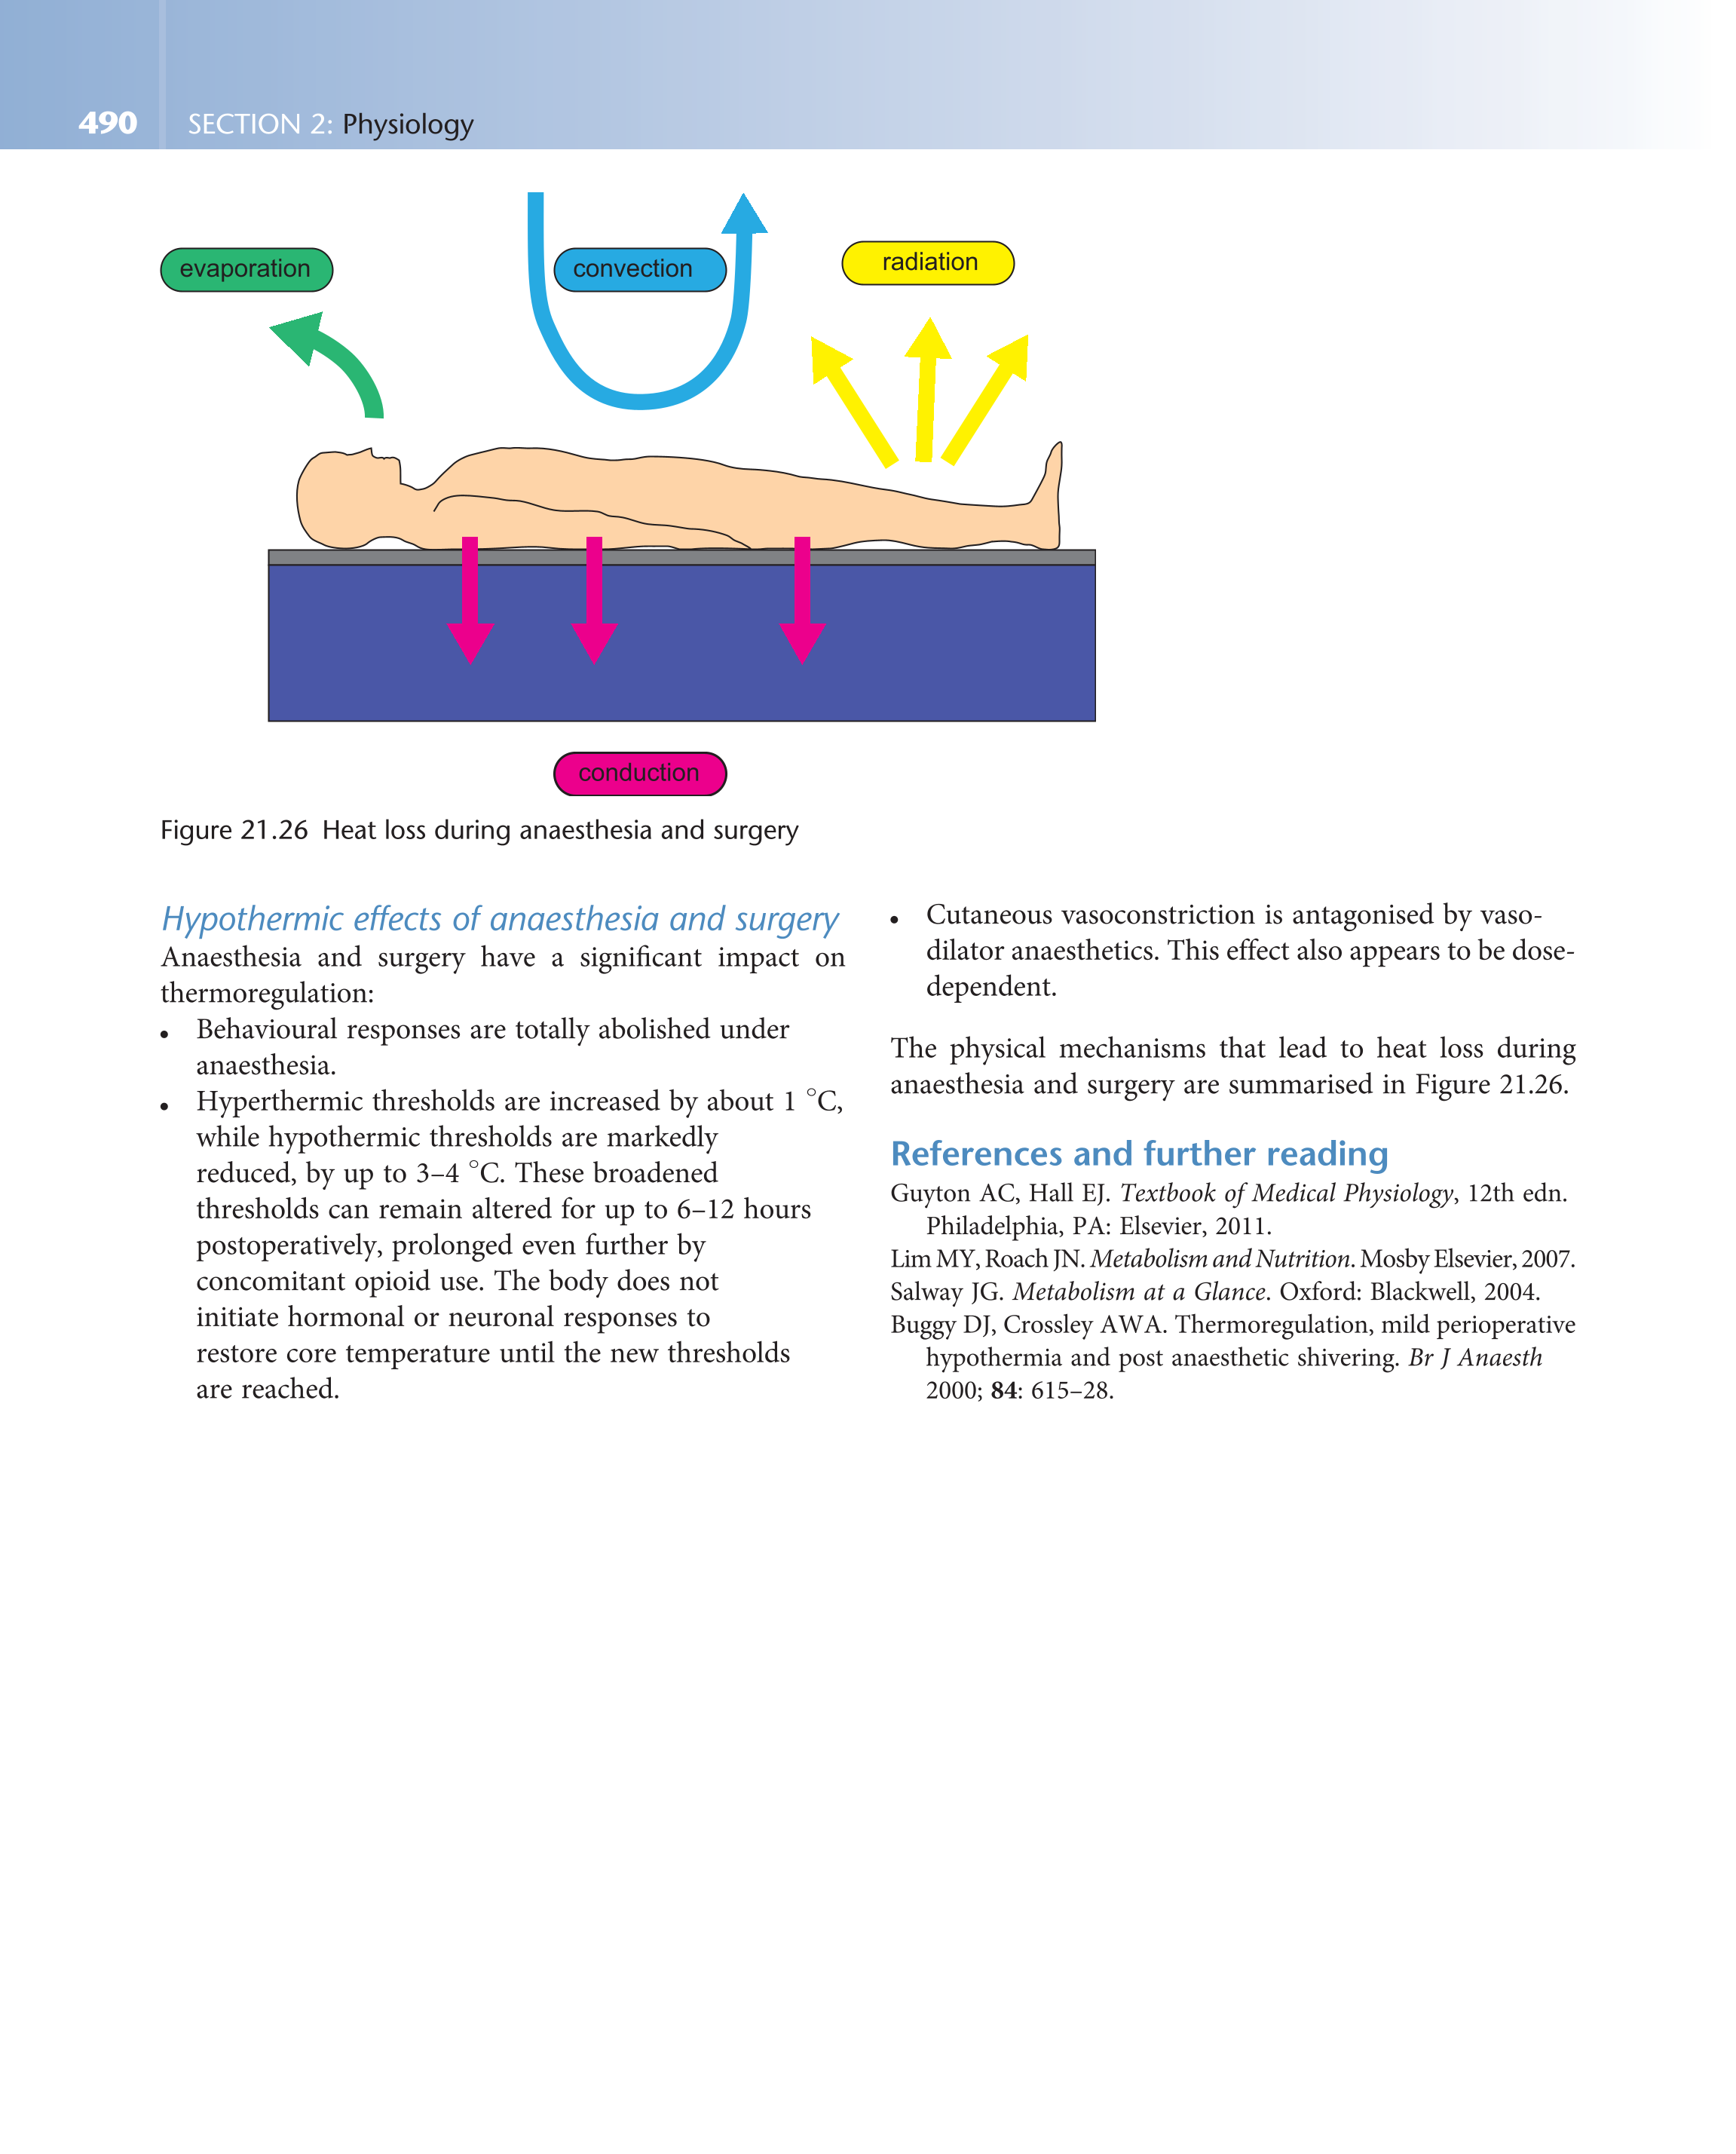 490 SECTION 2: Physiology
evaporation
convection
radiation
conduction
Figure 21.26 Heat loss during anaesthesia and surgery
Hypothermic effects of anaesthesia and surgery
Anaesthesia and surgery have a significant impact on
thermoregulation:
• Behavioural responses are totally abolished under
anaesthesia.
• Hyperthermic thresholds are increased by about 1 °C,
while hypothermic thresholds are markedly
reduced, by up to 3–4 °C. These broadened
thresholds can remain altered for up to 6–12 hours
postoperatively, prolonged even further by
concomitant opioid use. The body does not
initiate hormonal or neuronal responses to
restore core temperature until the new thresholds
are reached.
• Cutaneous vasoconstriction is antagonised by vaso-
dilator anaesthetics. This effect also appears to be dose-
dependent.
The physical mechanisms that lead to heat loss during
anaesthesia and surgery are summarised in Figure 21.26.
References and further reading
Guyton AC, Hall EJ. Textbook of Medical Physiology, 12th edn.
Philadelphia, PA: Elsevier, 2011.
Lim MY, Roach JN. Metabolism and Nutrition. Mosby Elsevier, 2007.
Salway JG. Metabolism at a Glance. Oxford: Blackwell, 2004.
Buggy DJ, Crossley AWA. Thermoregulation, mild perioperative
hypothermia and post anaesthetic shivering. Br J Anaesth
2000; 84: 615–28.